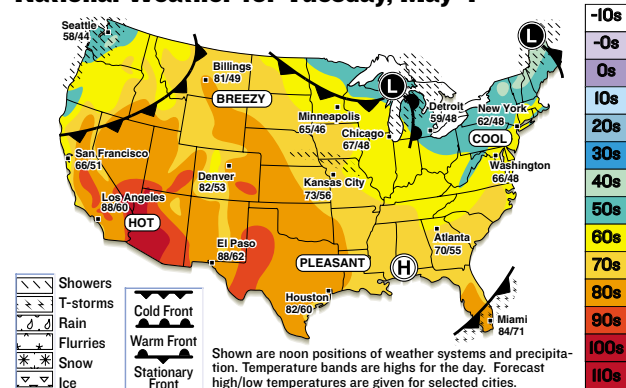 National Weather for Tuesday, May
Seattle
58/44
Billings
81/49
BREEZY
Minneapolis
65/46
L
L
Detroit
59/48
New York
62/48
Chicago
67/48
COOL
Washington
66/48
San Francisco
66/51
Denver
82/53
Kansas City
73/56
Los Angeles
88/60
HOT
El Paso
88/62
PLEASANT
Atlanta
70/55
H
Houston
82/60
Miami
84/71
-10s
-0s
0s
10s
20s
30s
40s
50s
60s
70s
80s
90s
100s
110s
Showers
T-storms
Rain
Flurries
Snow
Ice
Cold Front
Warm Front
Stationary
Front
Shown are noon positions of weather systems and precipita-
tion. Temperature bands are highs for the day. Forecast
high/low temperatures are given for selected cities.